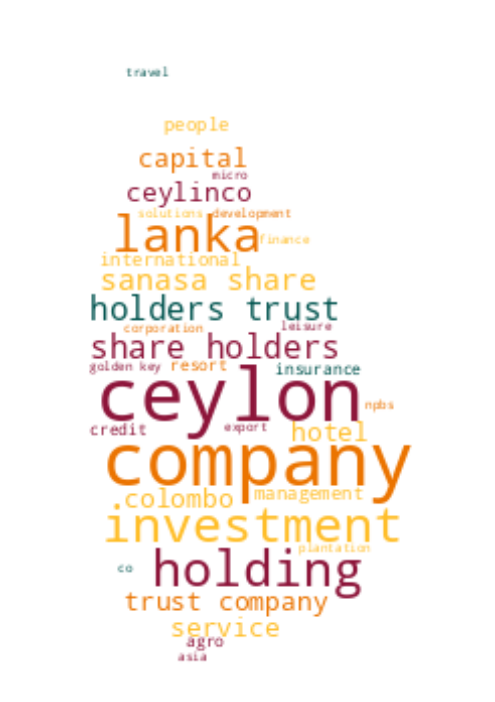 travel
people
capital
micro
ceylinco
solutions development
lanka finance
international
sanasa share
holders trust
corporation leisure
share holders
golden key resort insurance
ceylon npbs
credit export hotel
company
colombo management
investment
plantation
co holding
trust company
service
agro
asia